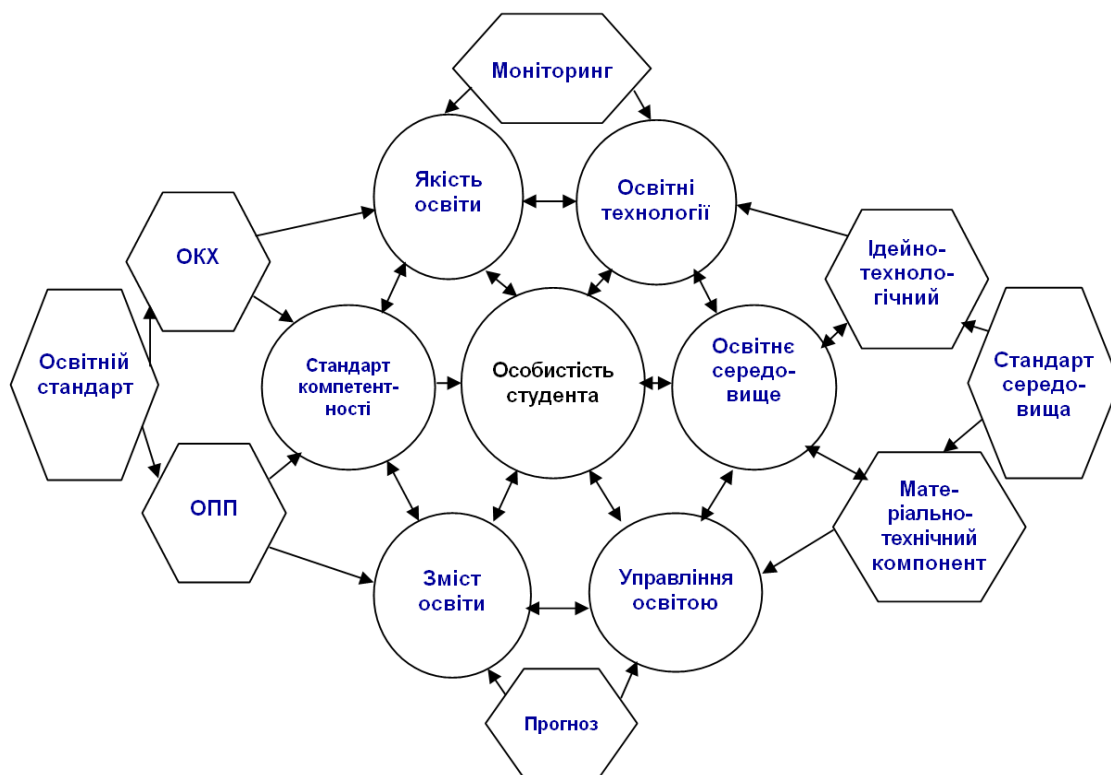 Моніторинг
Якість
освіти
Освітні
технології
ОКХ
Ідейно-
техноло-
гічний
Освітній
стандарт
Стандарт
компетент-
ності
Особистість
студента
Освітнє
середо-
вище
Стандарт
середо-
вища
ОПП
Мате-
ріально-
технічний
компонент
Зміст
освіти
Управління
освітою
Прогноз